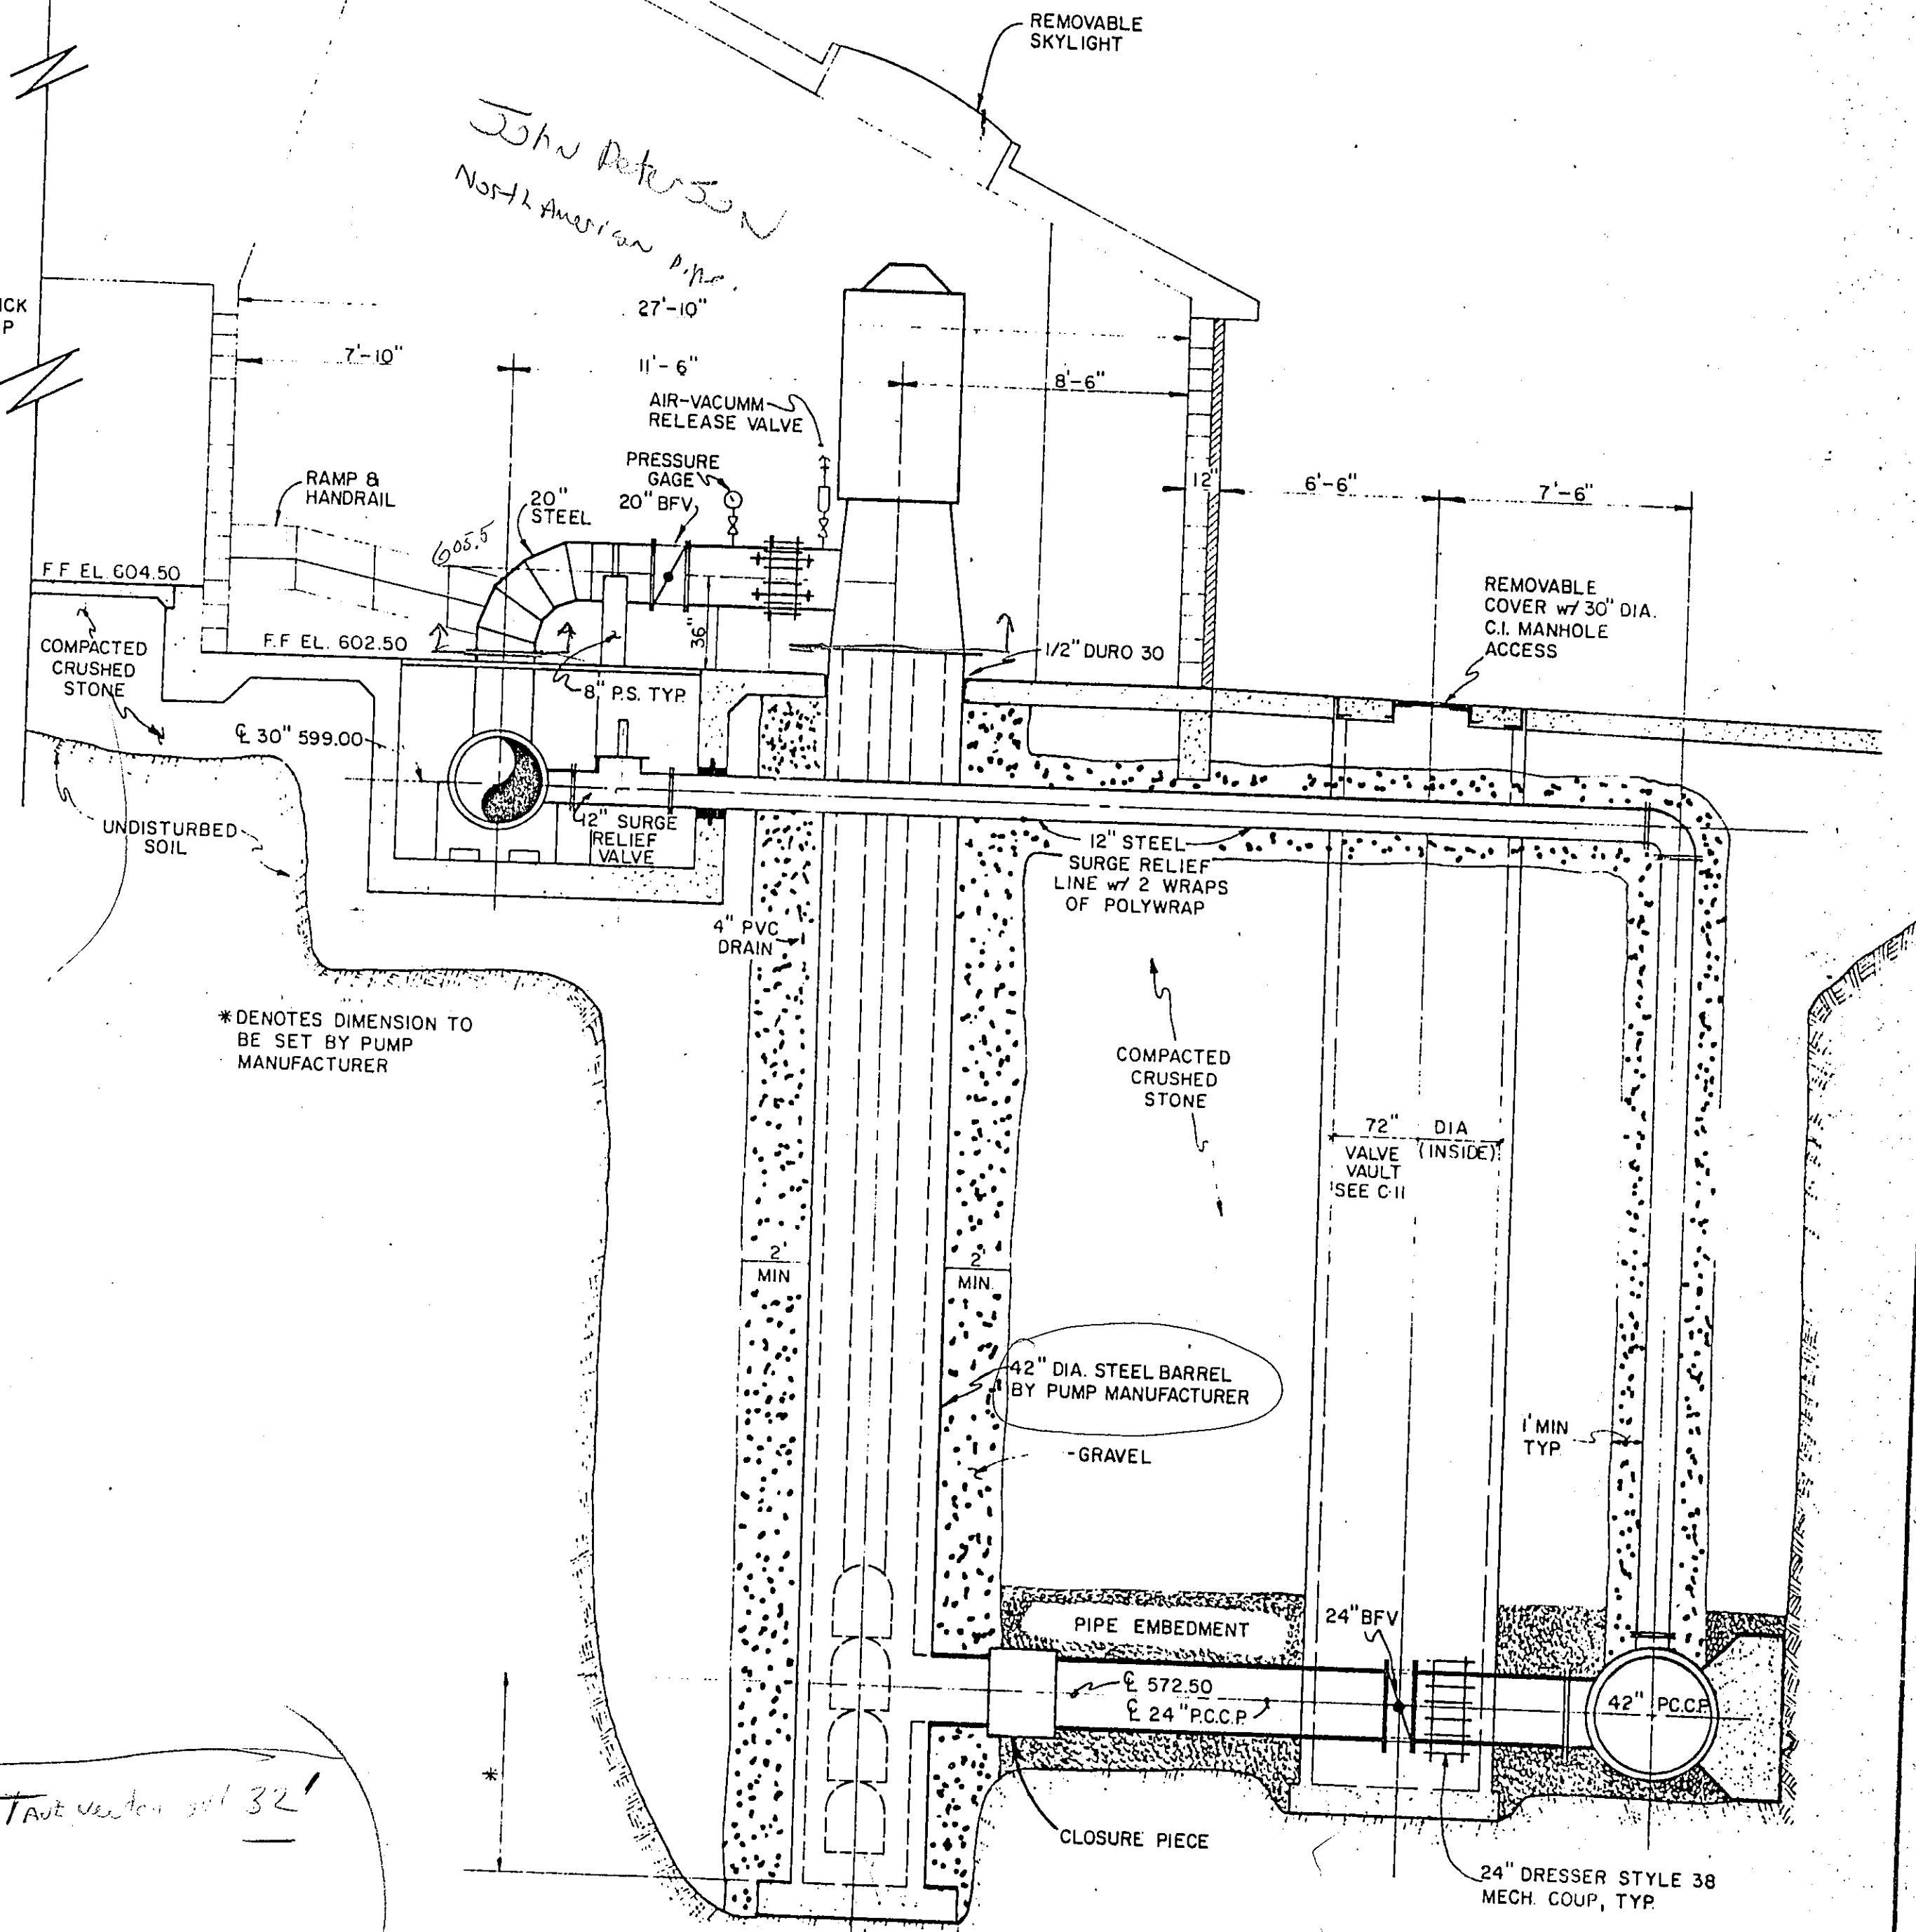 REMOVABLE
SKYLIGHT
John Peterson
North American Pipe.
ICK
P
27'-10"
7'-10"
11'-6"
8'-6"
AIR-VACUMM
RELEASE VALVE
PRESSURE
GAGE
20" BFV
20"
STEEL
RAMP &
HANDRAIL
605.5
12"
6'-6"
7'-6"
F.F EL. 604.50
F.F EL. 602.50
36"
REMOVABLE
COVER w/ 30" DIA.
C.I. MANHOLE
ACCESS
COMPACTED
CRUSHED
STONE
1/2" DURO 30
8" P.S. TYP.
℄ 30" 599.00
UNDISTURBED
SOIL
12" SURGE
RELIEF
VALVE
12" STEEL
SURGE RELIEF
LINE w/ 2 WRAPS
OF POLYWRAP
4" PVC
DRAIN
*DENOTES DIMENSION TO
BE SET BY PUMP
MANUFACTURER
COMPACTED
CRUSHED
STONE
72" DIA
(INSIDE)
VALVE
VAULT
SEE C-11
2'
MIN
2'
MIN.
42" DIA. STEEL BARREL
BY PUMP MANUFACTURER
-GRAVEL
1' MIN
TYP.
PIPE EMBEDMENT
24" BFV
℄ 572.50
℄ 24" P.C.C.P.
42" P.C.C.P.
*
32'
CLOSURE PIECE
24" DRESSER STYLE 38
MECH. COUP, TYP.